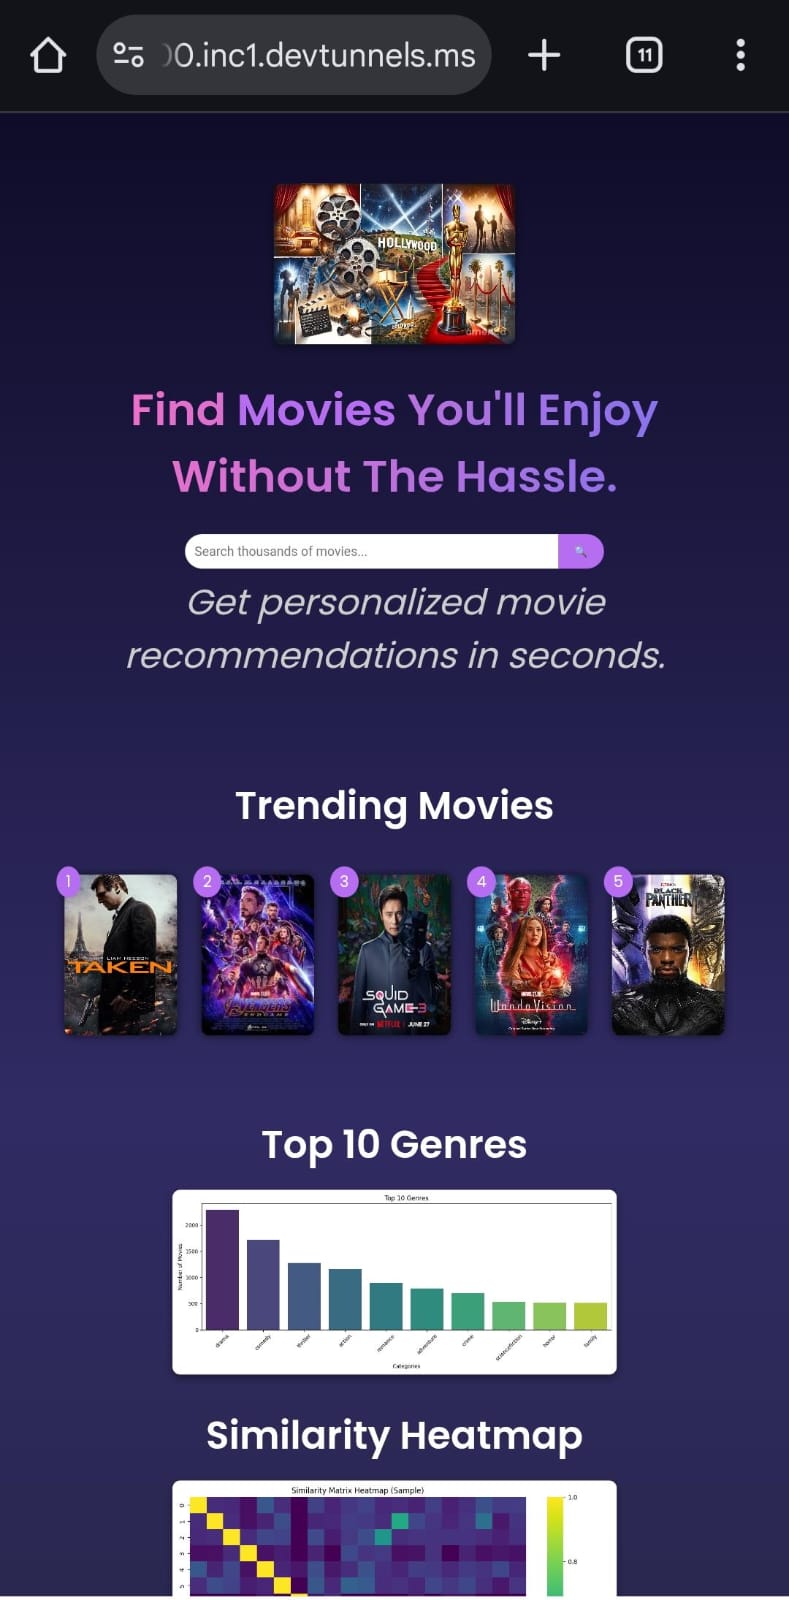 0.inc1.devtunnels.ms
11
HOLLYWOOD
Find Movies You'll Enjoy
Without The Hassle.
Search thousands of movies...
Get personalized movie
recommendations in seconds.
Trending Movies
1
2
3
4
5
LIAM NEESON
TAKEN
AVENGERS
ENDGAME
SQUID
GAME 3
NETFLIX | JUNE 27
WandaVision
Disney+
BLACK
PANTHER
Top 10 Genres
Top 10 Genres
Number of Movies
2000
1500
1000
500
0
drama
comedy
thriller
action
romance
adventure
crime
sciencefiction
horror
family
Categories
Similarity Heatmap
Similarity Matrix Heatmap (Sample)
0
1
2
3
4
5
1.0
0.8